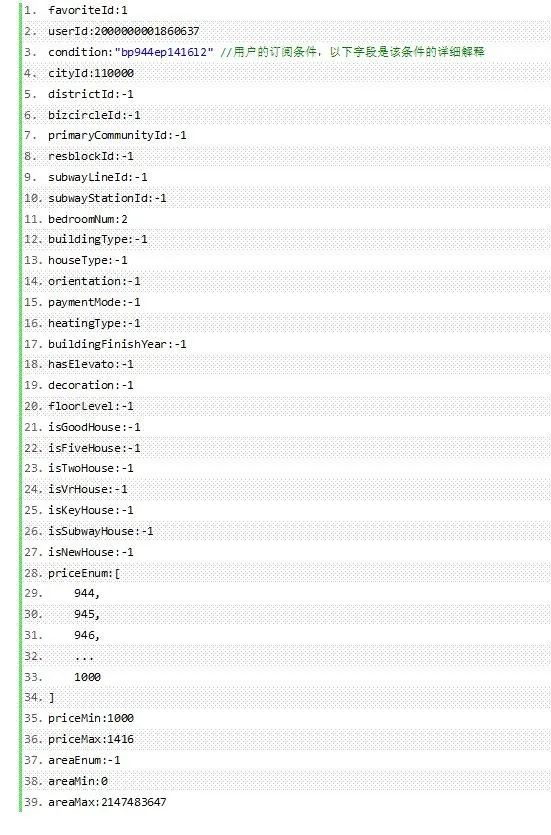 1. favoriteId:1
2. userId:2000000001860637
3. condition:"bp944ep1416l2" //用户的订阅条件，以下字段是该条件的详细解释
4. cityId:110000
5. districtId:-1
6. bizcircleId:-1
7. primaryCommunityId:-1
8. resblockId:-1
9. subwayLineId:-1
10. subwayStationId:-1
11. bedroomNum:2
12. buildingType:-1
13. houseType:-1
14. orientation:-1
15. paymentMode:-1
16. heatingType:-1
17. buildingFinishYear:-1
18. hasElevato:-1
19. decoration:-1
20. floorLevel:-1
21. isGoodHouse:-1
22. isFiveHouse:-1
23. isTwoHouse:-1
24. isVrHouse:-1
25. isKeyHouse:-1
26. isSubwayHouse:-1
27. isNewHouse:-1
28. priceEnum:[
29. 944,
30. 945,
31. 946,
32. ...
33. 1000
34. ]
35. priceMin:1000
36. priceMax:1416
37. areaEnum:-1
38. areaMin:0
39. areaMax:2147483647